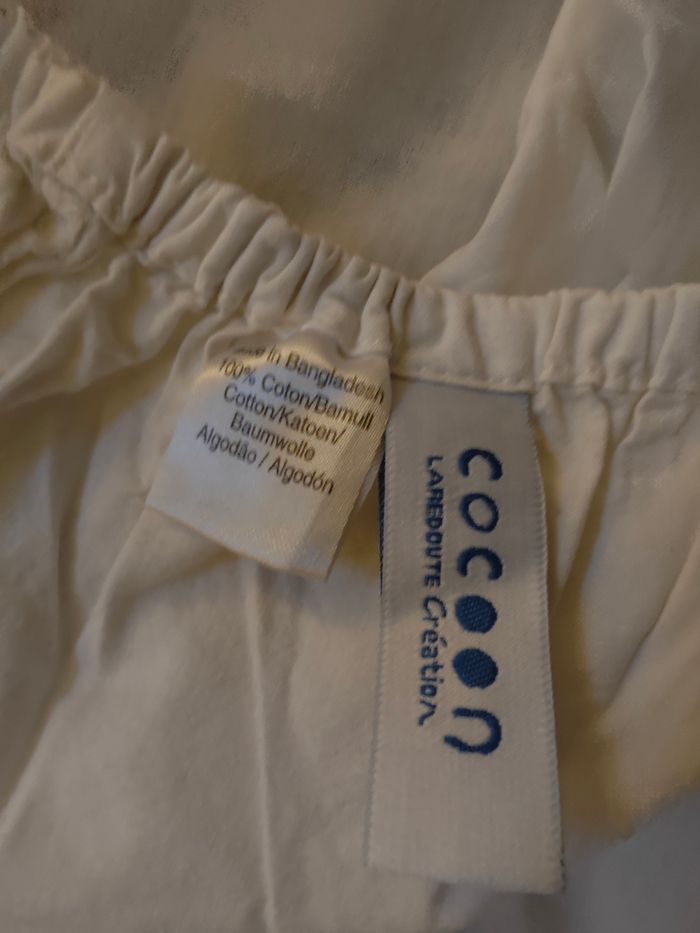 in Bangladesh
100% Coton/Bamull
Cotton/Katoen/
Baumwolle
Algodão / Algodón
cocoon
LAREDOUTE Création